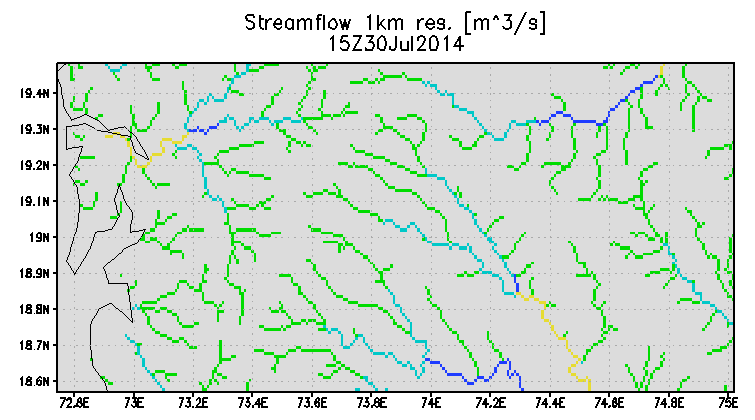 Streamflow 1km res. [m^3/s]
15Z30Jul2014
19.4N
19.3N
19.2N
19.1N
19N
18.9N
18.8N
18.7N
18.6N
72.8E 73E 73.2E 73.4E 73.6E 73.8E 74E 74.2E 74.4E 74.6E 74.8E 75E